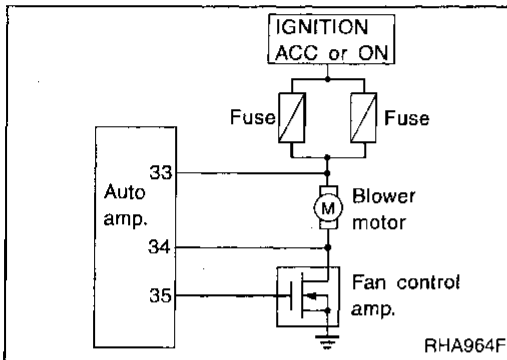 IGNITION
ACC or ON
Fuse
Fuse
33
Auto
amp.
M
Blower
motor
34
35
Fan control
amp.
RHA964F